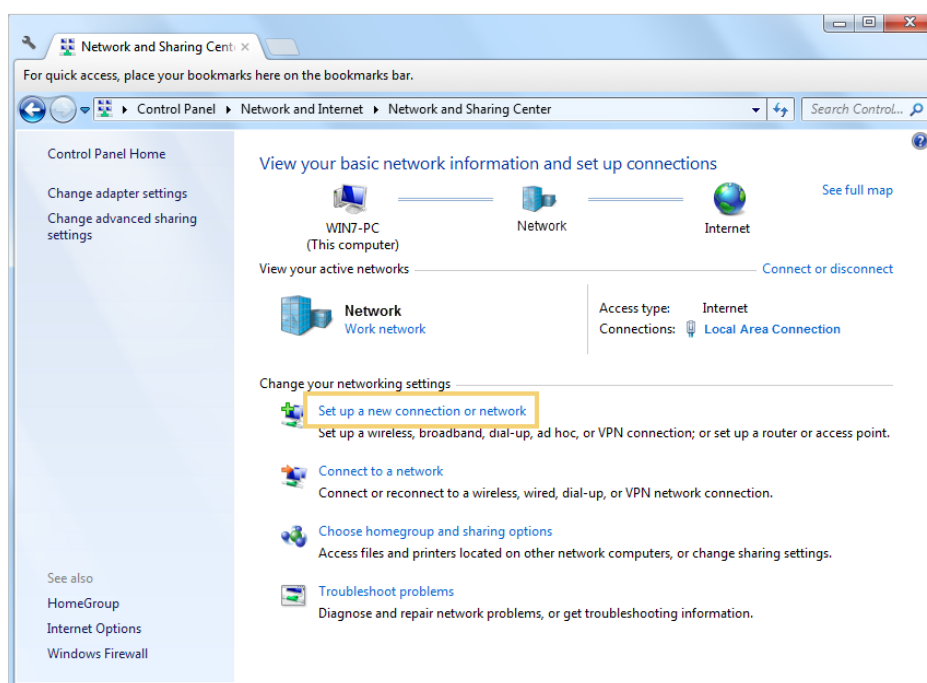 Network and Sharing Cent
For quick access, place your bookmarks here on the bookmarks bar.
Control Panel Network and Internet Network and Sharing Center
Search Control...
Control Panel Home
Change adapter settings
Change advanced sharing
settings
View your basic network information and set up connections
See full map
WIN7-PC
(This computer)
Network
Internet
View your active networks
Connect or disconnect
Network
Work network
Access type: Internet
Connections: Local Area Connection
Change your networking settings
Set up a new connection or network
Set up a wireless, broadband, dial-up, ad hoc, or VPN connection; or set up a router or access point.
Connect to a network
Connect or reconnect to a wireless, wired, dial-up, or VPN network connection.
Choose homegroup and sharing options
Access files and printers located on other network computers, or change sharing settings.
Troubleshoot problems
Diagnose and repair network problems, or get troubleshooting information.
See also
HomeGroup
Internet Options
Windows Firewall